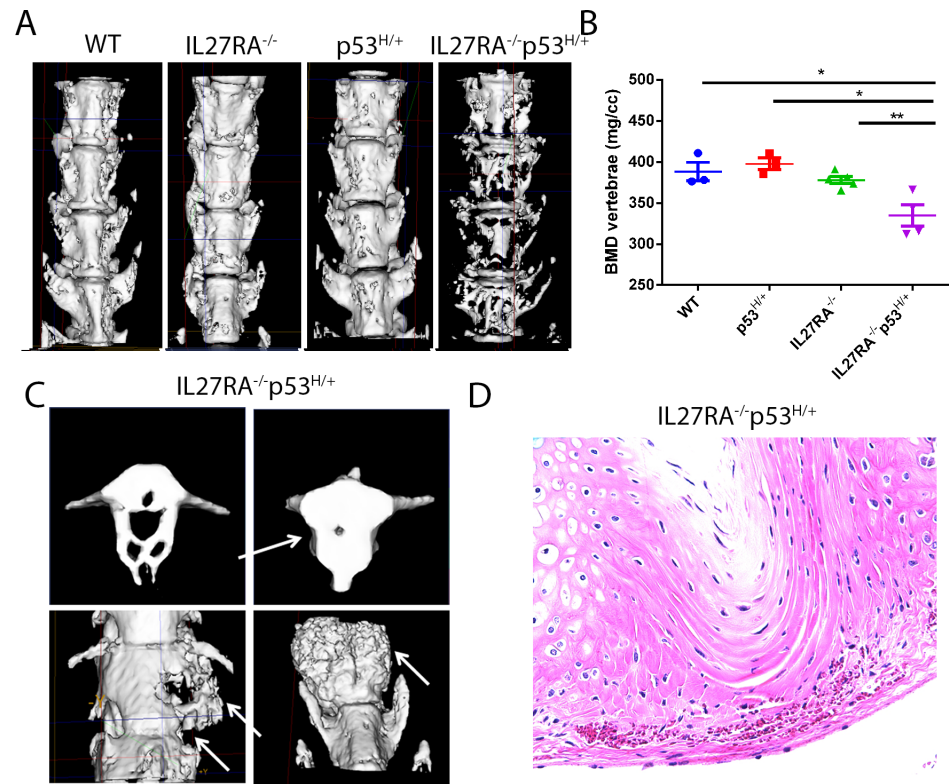 A
WT
IL27RA-/-
p53H/+
IL27RA-/-p53H/+
B
BMD vertebrae (mg/cc)
500
450
400
350
300
250
*
*
**
WT
p53H/+
IL27RA-/-
IL27RA-/-p53H/+
C
IL27RA-/-p53H/+
+Y
D
IL27RA-/-p53H/+